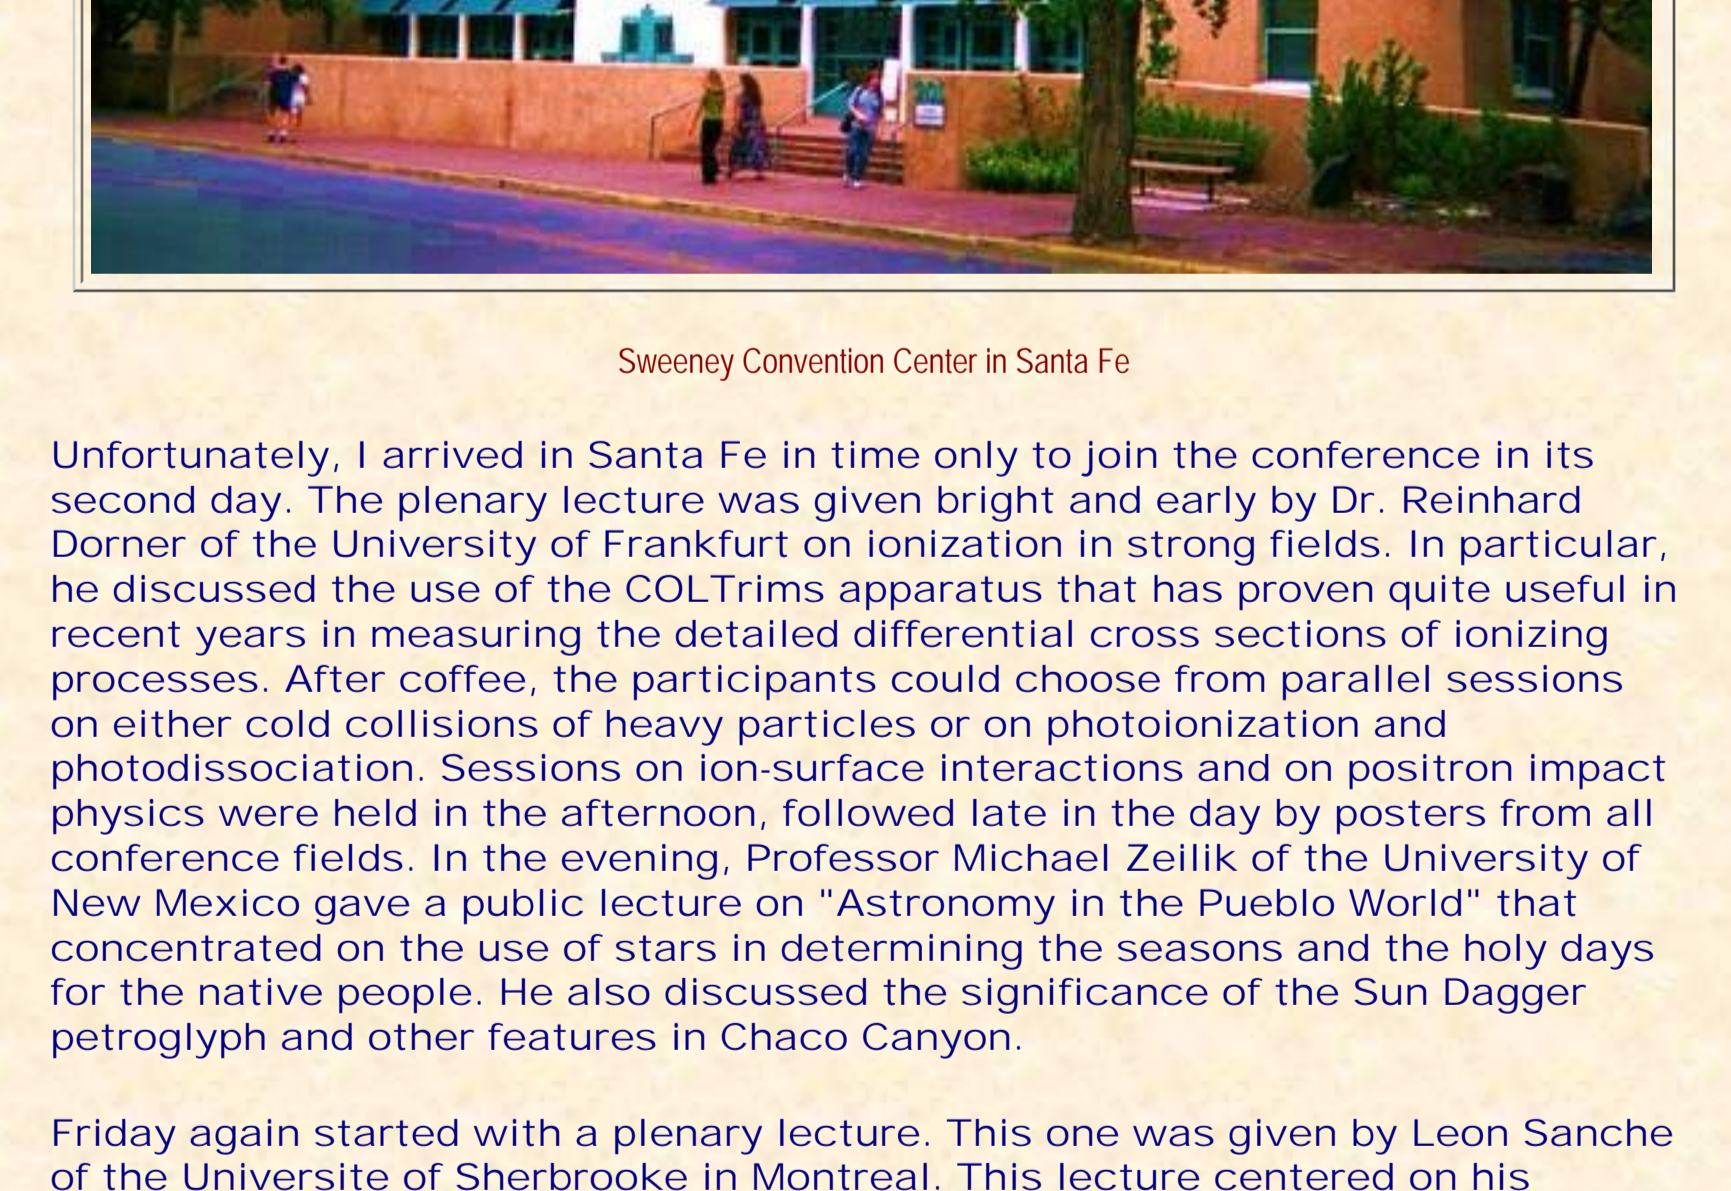 Sweeney Convention Center in Santa Fe
Unfortunately, I arrived in Santa Fe in time only to join the conference in its
second day. The plenary lecture was given bright and early by Dr. Reinhard
Dorner of the University of Frankfurt on ionization in strong fields. In particular,
he discussed the use of the COLTrims apparatus that has proven quite useful in
recent years in measuring the detailed differential cross sections of ionizing
processes. After coffee, the participants could choose from parallel sessions
on either cold collisions of heavy particles or on photoionization and
photodissociation. Sessions on ion-surface interactions and on positron impact
physics were held in the afternoon, followed late in the day by posters from all
conference fields. In the evening, Professor Michael Zeilik of the University of
New Mexico gave a public lecture on "Astronomy in the Pueblo World" that
concentrated on the use of stars in determining the seasons and the holy days
for the native people. He also discussed the significance of the Sun Dagger
petroglyph and other features in Chaco Canyon.
Friday again started with a plenary lecture. This one was given by Leon Sanche
of the Universite of Sherbrooke in Montreal. This lecture centered on his